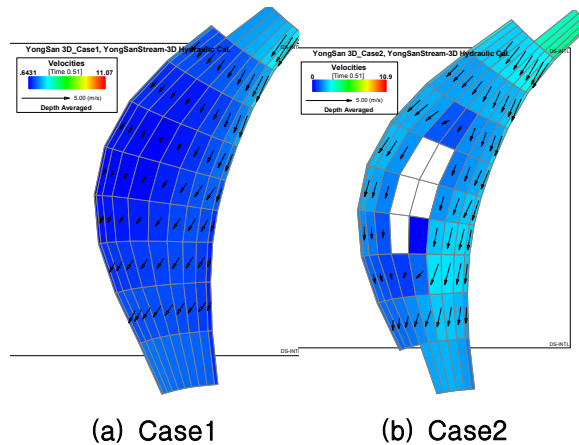 YongSan 3D_Case1, YongSanStream-3D Hydraulic Cal.
DS-INTL
Velocities
[Time 0.51]
.6431 11.07
5.00 (m/s)
Depth Averaged
DS-INTL
YongSan 3D_Case2, YongSanStream-3D Hydraulic Cal.
DS-INTL
Velocities
[Time 0.51]
0 10.9
5.00 (m/s)
Depth Averaged
DS-INTL
(a) Case1
(b) Case2